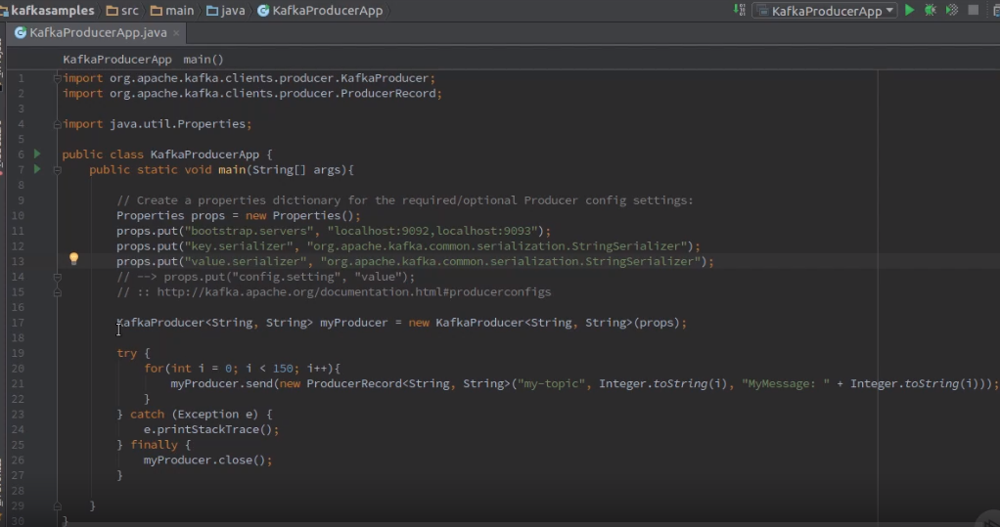 kafkasamples src main java KafkaProducerApp KafkaProducerApp
KafkaProducerApp.java
KafkaProducerApp main()
1 import org.apache.kafka.clients.producer.KafkaProducer;
2 import org.apache.kafka.clients.producer.ProducerRecord;
3
4 import java.util.Properties;
5
6 public class KafkaProducerApp {
7 public static void main(String[] args){
8
9 // Create a properties dictionary for the required/optional Producer config settings:
10 Properties props = new Properties();
11 props.put("bootstrap.servers", "localhost:9092,localhost:9093");
12 props.put("key.serializer", "org.apache.kafka.common.serialization.StringSerializer");
13 props.put("value.serializer", "org.apache.kafka.common.serialization.StringSerializer");
14 // --> props.put("config.setting", "value");
15 // :: http://kafka.apache.org/documentation.html#producerconfigs
16
17 KafkaProducer<String, String> myProducer = new KafkaProducer<String, String>(props);
18
19 try {
20 for(int i = 0; i < 150; i++){
21 myProducer.send(new ProducerRecord<String, String>("my-topic", Integer.toString(i), "MyMessage: " + Integer.toString(i)));
22 }
23 } catch (Exception e) {
24 e.printStackTrace();
25 } finally {
26 myProducer.close();
27 }
28
29 }
30 }